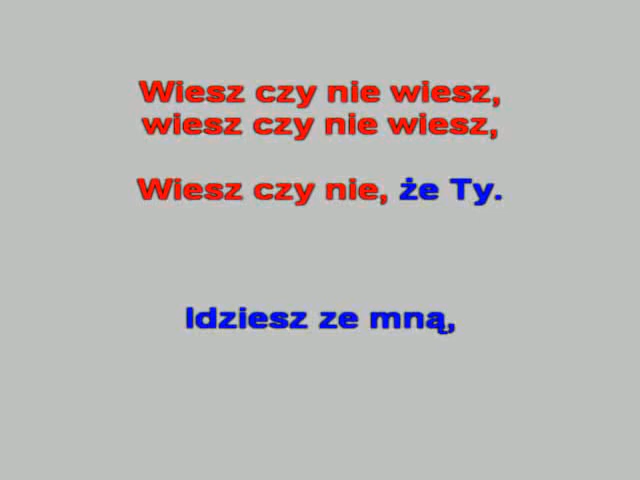 Wiesz czy nie wiesz,
wiesz czy nie wiesz,
Wiesz czy nie, że Ty.
Idziesz ze mną,